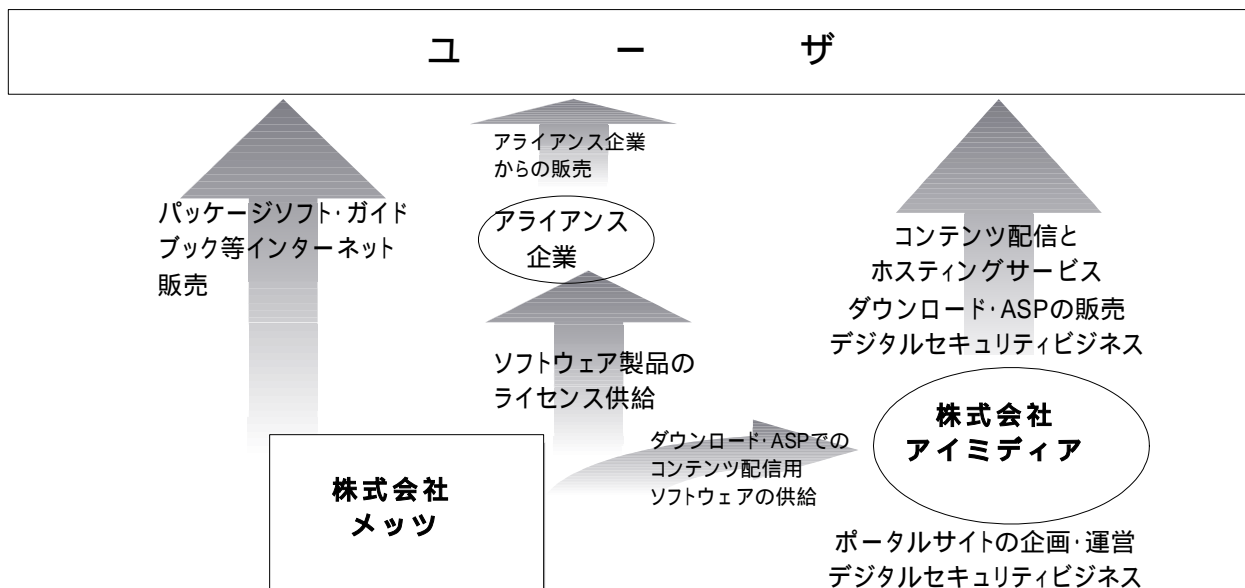 ユーザ
アライアンス企業
からの販売
パッケージソフト・ガイド
ブック等インターネット
販売
アライアンス
企業
コンテンツ配信と
ホスティングサービス
ダウンロード・ASPの販売
デジタルセキュリティビジネス
ソフトウェア製品の
ライセンス供給
ダウンロード・ASPでの
コンテンツ配信用
ソフトウェアの供給
株式会社
アイミディア
株式会社
メッツ
ポータルサイトの企画・運営
デジタルセキュリティビジネス